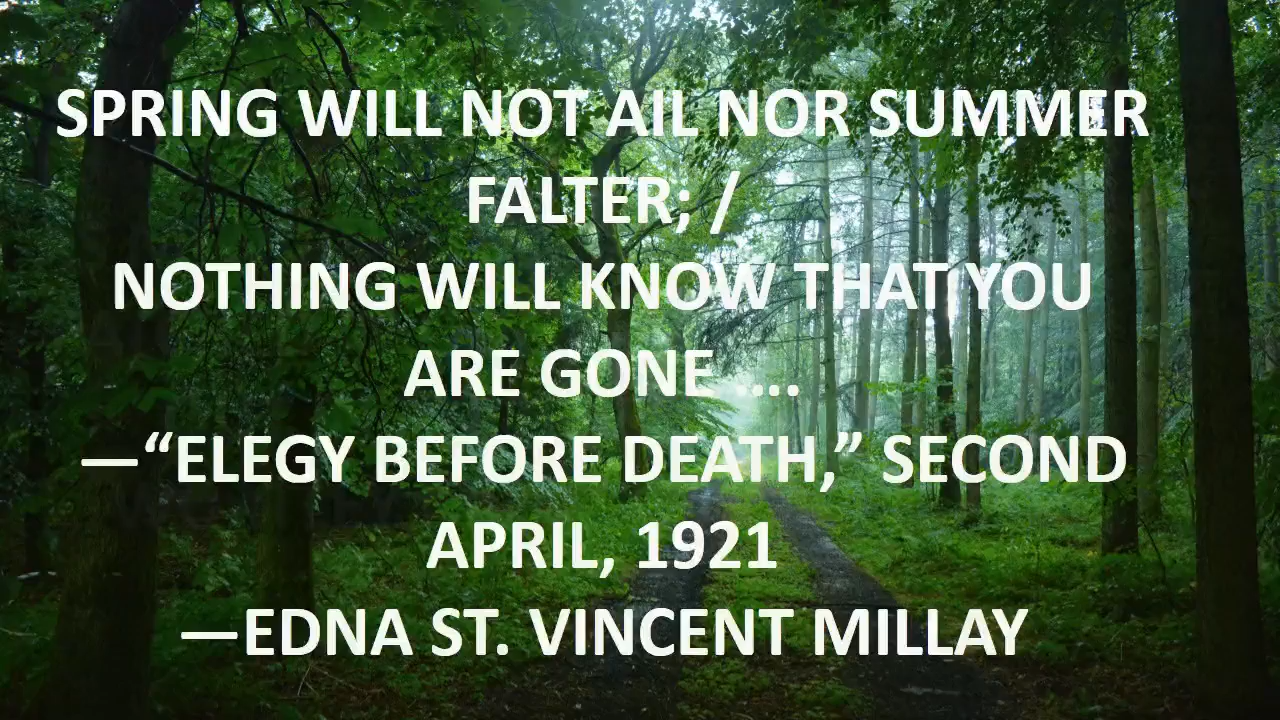 SPRING WILL NOT AIL NOR SUMMER
FALTER; /
NOTHING WILL KNOW THAT YOU
ARE GONE ….
—“ELEGY BEFORE DEATH,” SECOND
APRIL, 1921
—EDNA ST. VINCENT MILLAY